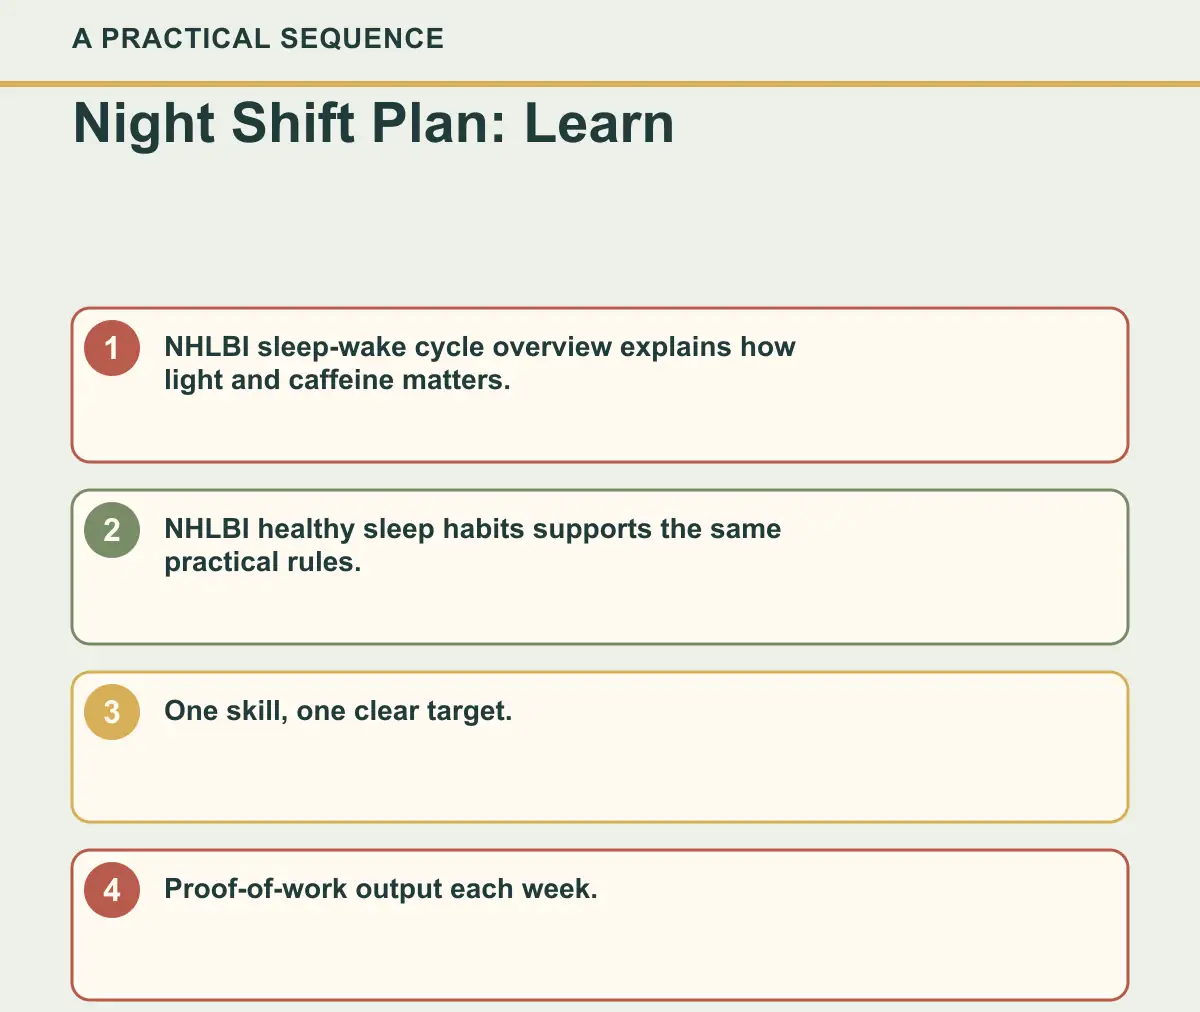 A PRACTICAL SEQUENCE
Night Shift Plan: Learn
1
NHLBI sleep-wake cycle overview explains how
light and caffeine matters.
2
NHLBI healthy sleep habits supports the same
practical rules.
3
One skill, one clear target.
4
Proof-of-work output each week.